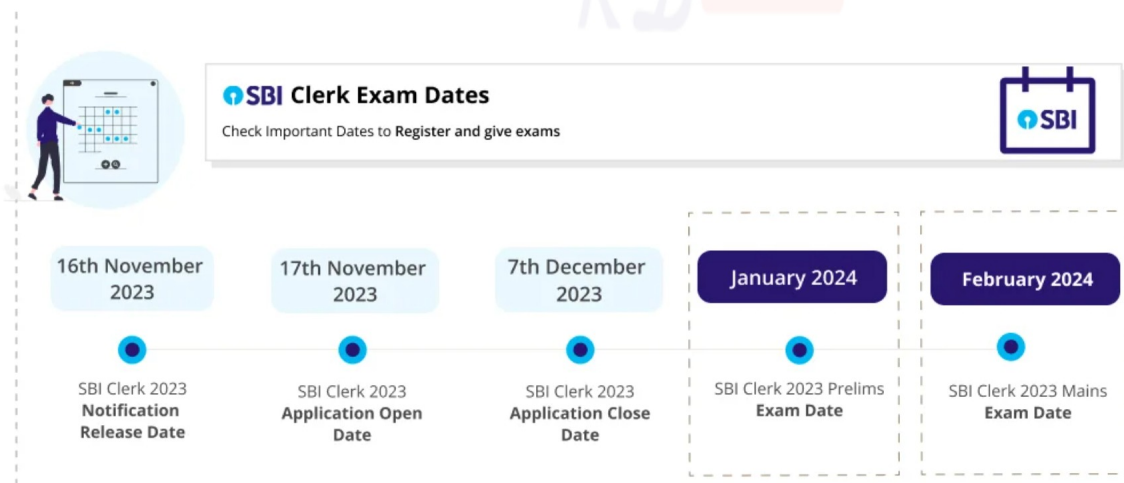 SBI Clerk Exam Dates
Check Important Dates to Register and give exams
SBI
16th November
2023
17th November
2023
7th December
2023
January 2024
February 2024
SBI Clerk 2023
Notification
Release Date
SBI Clerk 2023
Application Open
Date
SBI Clerk 2023
Application Close
Date
SBI Clerk 2023 Prelims
Exam Date
SBI Clerk 2023 Mains
Exam Date